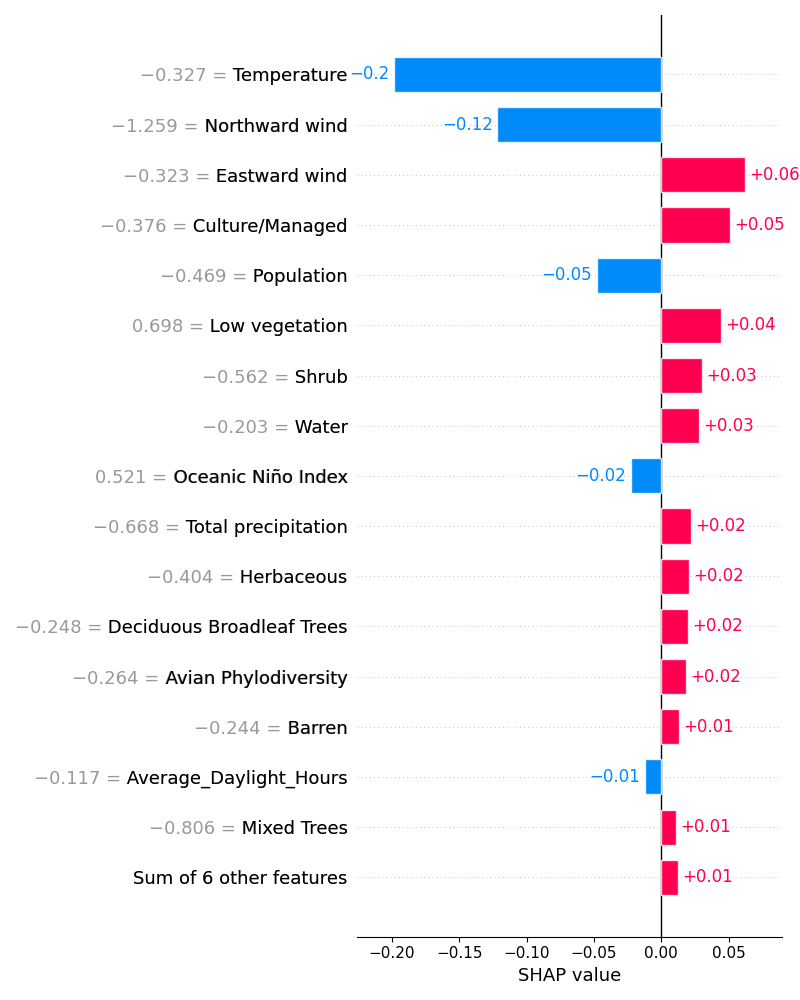 −0.327 = Temperature −0.2
−1.259 = Northward wind −0.12
−0.323 = Eastward wind +0.06
−0.376 = Culture/Managed +0.05
−0.469 = Population −0.05
0.698 = Low vegetation +0.04
−0.562 = Shrub +0.03
−0.203 = Water +0.03
0.521 = Oceanic Niño Index −0.02
−0.668 = Total precipitation +0.02
−0.404 = Herbaceous +0.02
−0.248 = Deciduous Broadleaf Trees +0.02
−0.264 = Avian Phylodiversity +0.02
−0.244 = Barren +0.01
−0.117 = Average_Daylight_Hours −0.01
−0.806 = Mixed Trees +0.01
Sum of 6 other features +0.01
−0.20 −0.15 −0.10 −0.05 0.00 0.05
SHAP value